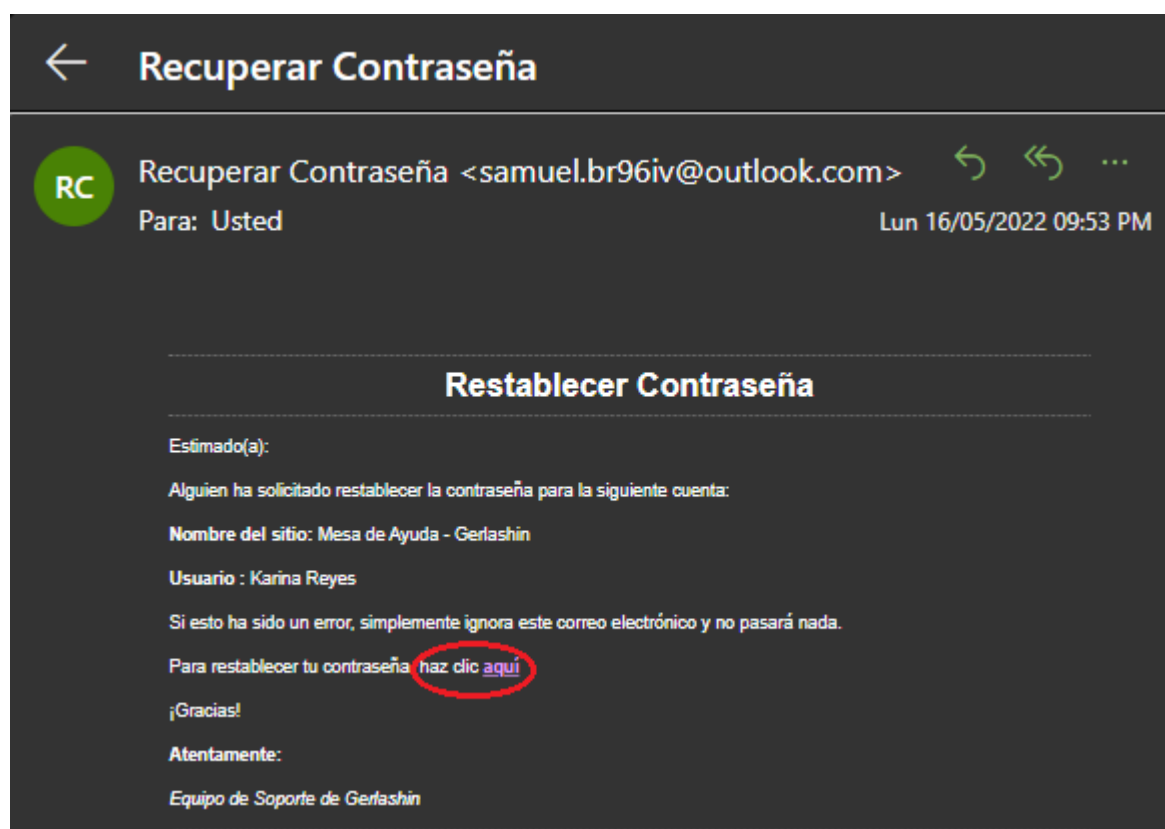 Recuperar Contraseña
RC
Recuperar Contraseña <samuel.br96iv@outlook.com>
Para: Usted
Lun 16/05/2022 09:53 PM
Restablecer Contraseña
Estimado(a):
Alguien ha solicitado restablecer la contraseña para la siguiente cuenta:
Nombre del sitio: Mesa de Ayuda - Gerlashin
Usuario : Karina Reyes
Si esto ha sido un error, simplemente ignora este correo electrónico y no pasará nada.
Para restablecer tu contraseña, haz clic aquí
¡Gracias!
Atentamente:
Equipo de Soporte de Gerlashin